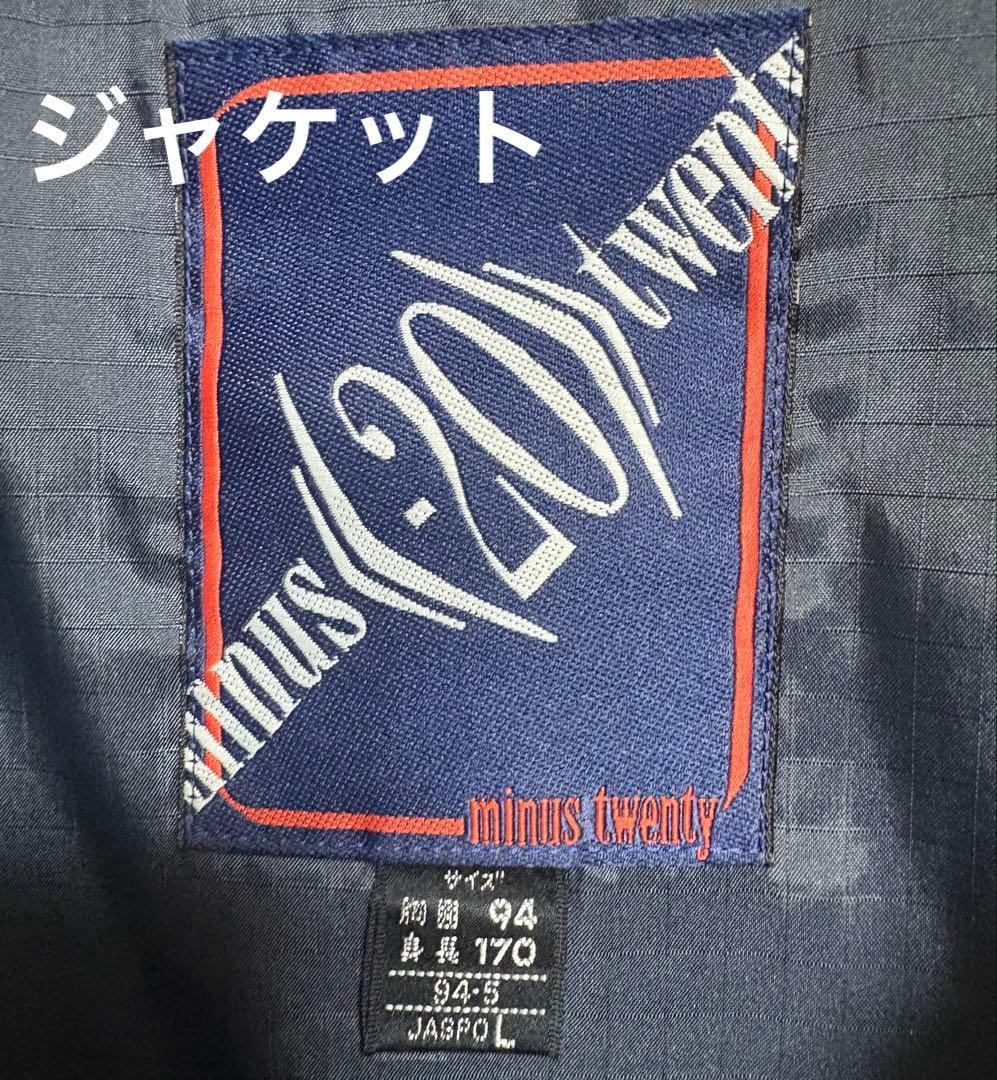 ジャケット
minus (-20) twenty
minus twenty
サイズ
胸囲 94
身長 170
94・5
JASPO L